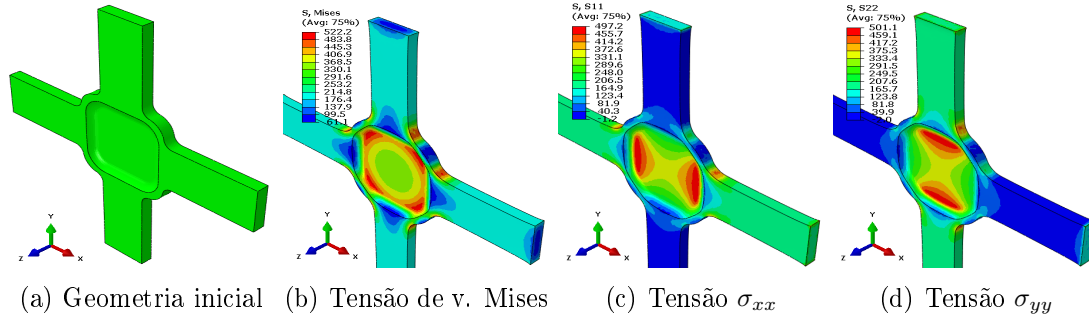 S, Mises
(Avg: 75%)
522.2
483.8
445.3
406.9
368.5
330.1
291.6
253.2
214.8
176.4
137.9
99.5
61.1
S, S11
(Avg: 75%)
497.2
455.7
414.2
372.6
331.1
289.6
248.0
206.5
164.9
123.4
81.9
40.3
-1.2
S, S22
(Avg: 75%)
501.1
459.1
417.2
375.3
333.4
291.5
249.5
207.6
165.7
123.8
81.8
39.9
Y
Z
X
Y
Z
X
Y
Z
X
Y
Z
X
(a) Geometria inicial
(b) Tensão de v. Mises
(c) Tensão σxx
(d) Tensão σyy